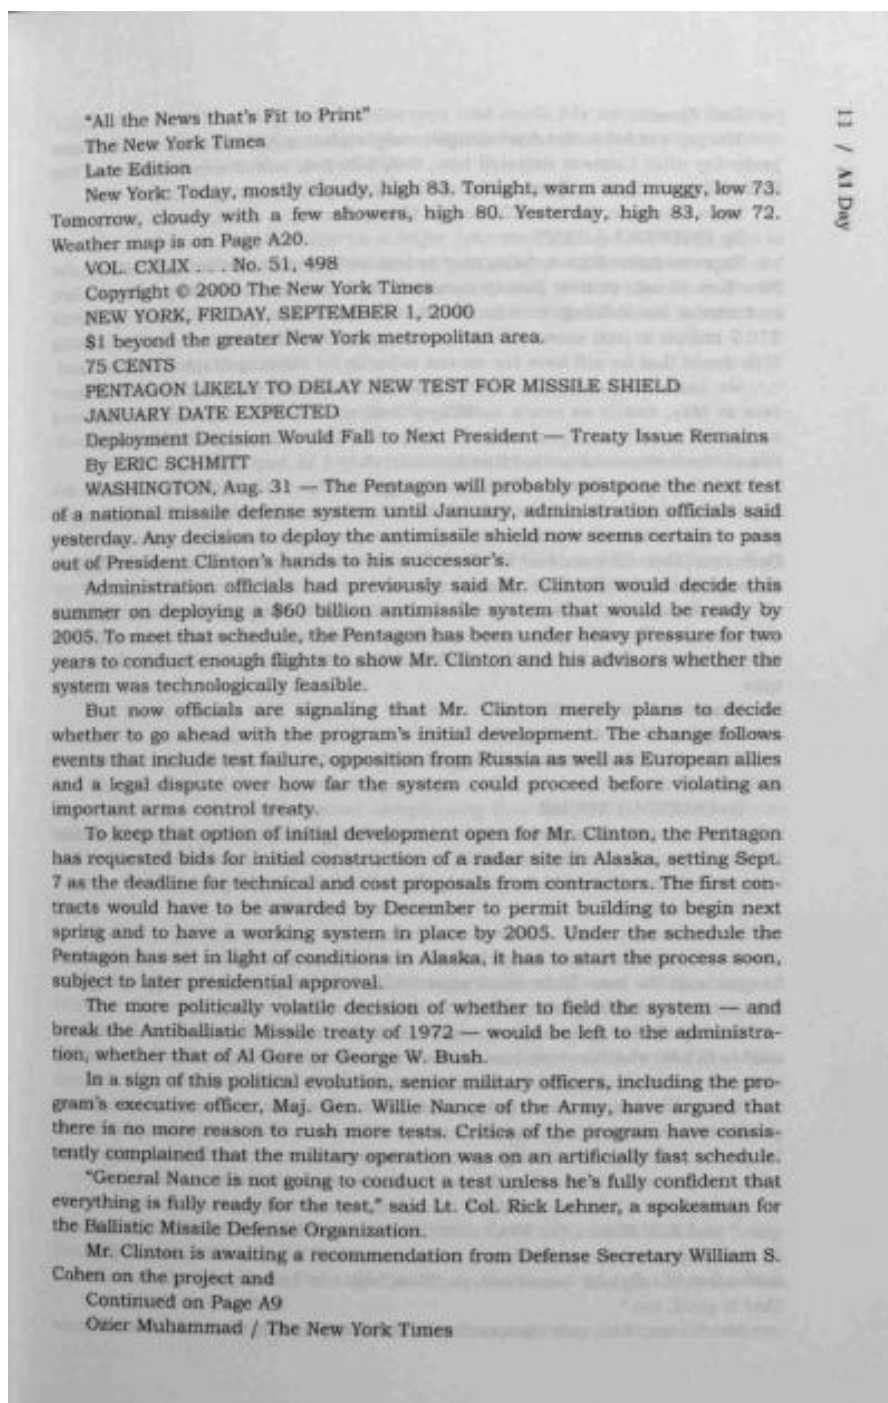 "All the News that's Fit to Print"
The New York Times
Late Edition
New York: Today, mostly cloudy, high 83. Tonight, warm and muggy, low 73.
Tomorrow, cloudy with a few showers, high 80. Yesterday, high 83, low 72.
Weather map is on Page A20.
VOL. CXLIX . . . No. 51, 498
Copyright © 2000 The New York Times
NEW YORK, FRIDAY, SEPTEMBER 1, 2000
$1 beyond the greater New York metropolitan area.
75 CENTS
PENTAGON LIKELY TO DELAY NEW TEST FOR MISSILE SHIELD
JANUARY DATE EXPECTED
Deployment Decision Would Fall to Next President — Treaty Issue Remains
By ERIC SCHMITT
WASHINGTON, Aug. 31 — The Pentagon will probably postpone the next test
of a national missile defense system until January, administration officials said
yesterday. Any decision to deploy the antimissile shield now seems certain to pass
out of President Clinton's hands to his successor's.
Administration officials had previously said Mr. Clinton would decide this
summer on deploying a $60 billion antimissile system that would be ready by
2005. To meet that schedule, the Pentagon has been under heavy pressure for two
years to conduct enough flights to show Mr. Clinton and his advisors whether the
system was technologically feasible.
But now officials are signaling that Mr. Clinton merely plans to decide
whether to go ahead with the program's initial development. The change follows
events that include test failure, opposition from Russia as well as European allies
and a legal dispute over how far the system could proceed before violating an
important arms control treaty.
To keep that option of initial development open for Mr. Clinton, the Pentagon
has requested bids for initial construction of a radar site in Alaska, setting Sept.
7 as the deadline for technical and cost proposals from contractors. The first con-
tracts would have to be awarded by December to permit building to begin next
spring and to have a working system in place by 2005. Under the schedule the
Pentagon has set in light of conditions in Alaska, it has to start the process soon,
subject to later presidential approval.
The more politically volatile decision of whether to field the system — and
break the Antiballistic Missile treaty of 1972 — would be left to the administra-
tion, whether that of Al Gore or George W. Bush.
In a sign of this political evolution, senior military officers, including the pro-
gram's executive officer, Maj. Gen. Willie Nance of the Army, have argued that
there is no more reason to rush more tests. Critics of the program have consis-
tently complained that the military operation was on an artificially fast schedule.
"General Nance is not going to conduct a test unless he's fully confident that
everything is fully ready for the test," said Lt. Col. Rick Lehner, a spokesman for
the Ballistic Missile Defense Organization.
Mr. Clinton is awaiting a recommendation from Defense Secretary William S.
Cohen on the project and
Continued on Page A9
Ozier Muhammad / The New York Times
11 / A1 Day